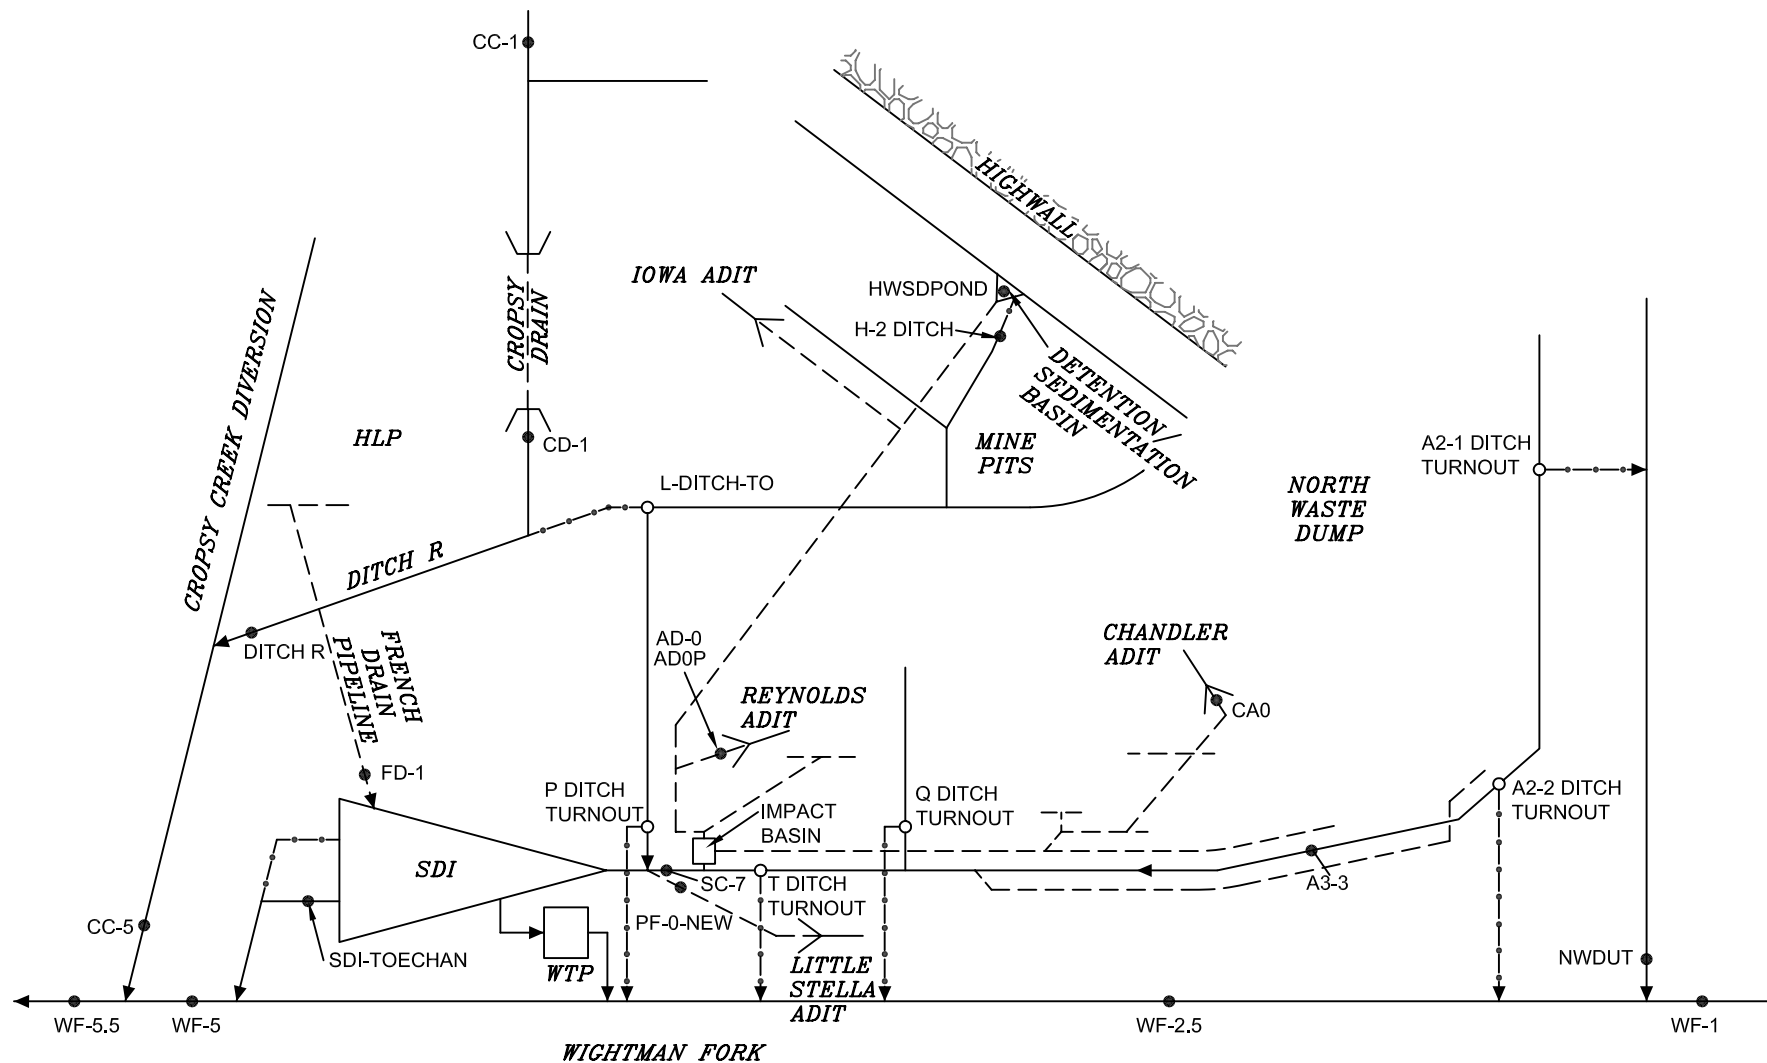 CC-1
HIGHWALL
IOWA ADIT
HWSDPOND
CROPSY
DRAIN
H-2 DITCH
DETENTION
SEDIMENTATION
BASIN
CROPSY CREEK DIVERSION
HLP
CD-1
MINE
PITS
A2-1 DITCH
TURNOUT
L-DITCH-TO
NORTH
WASTE
DUMP
DITCH R
DITCH R
FRENCH
DRAIN
PIPELINE
AD-0
AD0P
REYNOLDS
ADIT
CHANDLER
ADIT
CA0
FD-1
P DITCH
TURNOUT
IMPACT
BASIN
Q DITCH
TURNOUT
A2-2 DITCH
TURNOUT
SDI
SC-7
T DITCH
TURNOUT
A3-3
PF-0-NEW
CC-5
SDI-TOECHAN
WTP
LITTLE
STELLA
ADIT
NWDUT
WF-5.5
WF-5
WF-2.5
WF-1
WIGHTMAN FORK